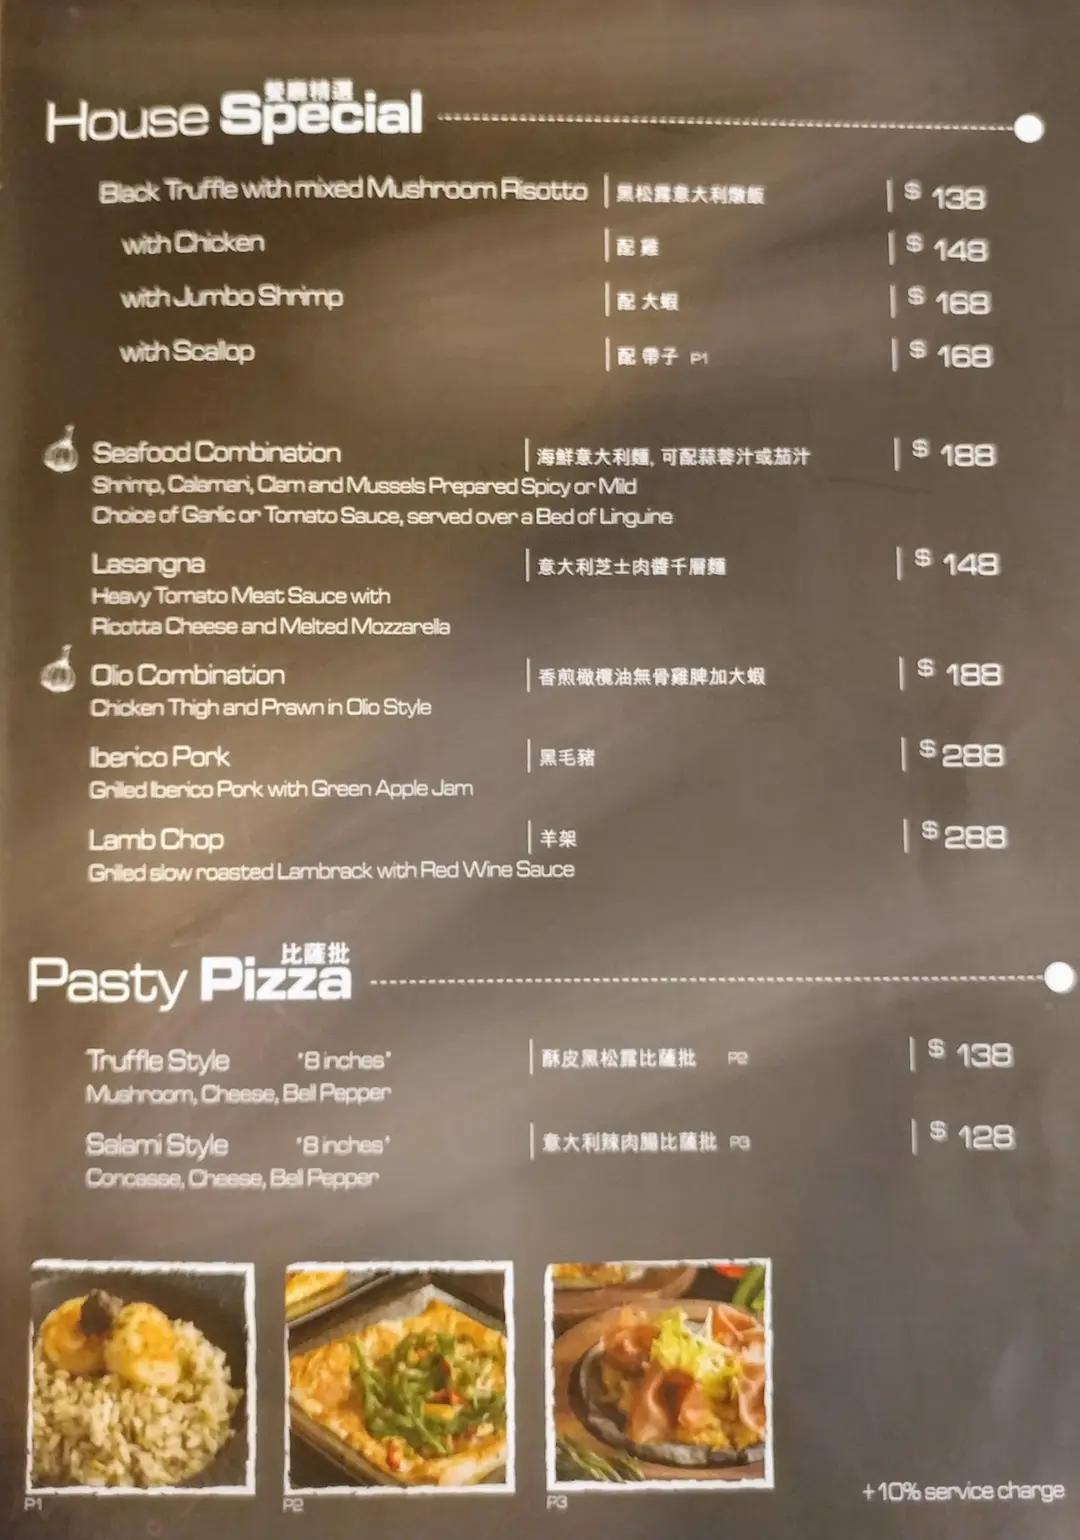 餐廳精選
House Special
Black Truffle with mixed Mushroom Risotto | 黑松露意大利燉飯 | $ 138
with Chicken | 配 雞 | $ 148
with Jumbo Shrimp | 配 大蝦 | $ 168
with Scallop | 配 帶子 P1 | $ 168
Seafood Combination | 海鮮意大利麵, 可配蒜蓉汁或茄汁 | $ 188
Shrimp, Calamari, Clam and Mussels Prepared Spicy or Mild
Choice of Garlic or Tomato Sauce, served over a Bed of Linguine
Lasangna | 意大利芝士肉醬千層麵 | $ 148
Heavy Tomato Meat Sauce with
Ricotta Cheese and Melted Mozzarella
Olio Combination | 香煎橄欖油無骨雞脾加大蝦 | $ 188
Chicken Thigh and Prawn in Olio Style
Iberico Pork | 黑毛豬 | $ 288
Grilled Iberico Pork with Green Apple Jam
Lamb Chop | 羊架 | $ 288
Grilled slow roasted Lambrack with Red Wine Sauce
比薩批
Pasty Pizza
Truffle Style "8 inches" | 酥皮黑松露比薩批 P2 | $ 138
Mushroom, Cheese, Bell Pepper
Salami Style "8 inches" | 意大利辣肉腸比薩批 P3 | $ 128
Concasse, Cheese, Bell Pepper
P1 P2 P3
+10% service charge